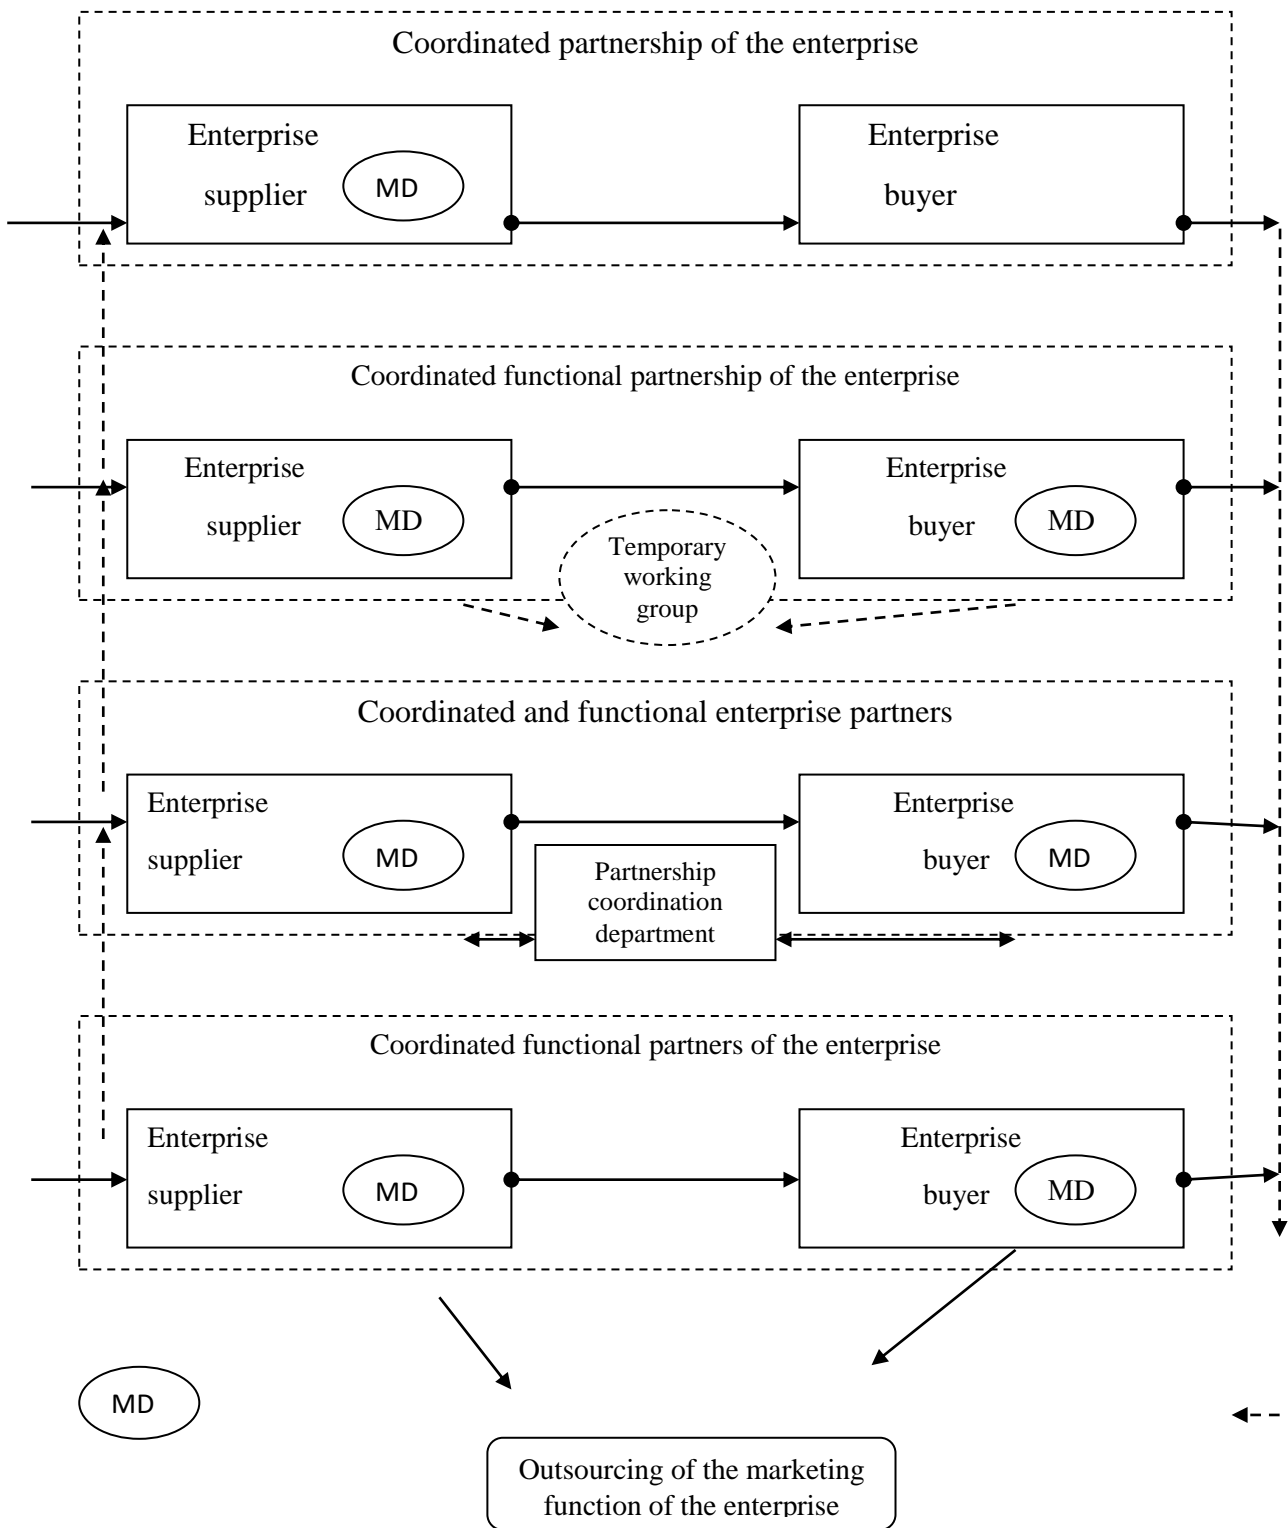 Coordinated partnership of the enterprise
Enterprise
supplier
MD
Enterprise
buyer
Coordinated functional partnership of the enterprise
Enterprise
supplier
MD
Enterprise
buyer
MD
Temporary
working
group
Coordinated and functional enterprise partners
Enterprise
supplier
MD
Enterprise
buyer
MD
Partnership
coordination
department
Coordinated functional partners of the enterprise
Enterprise
supplier
MD
Enterprise
buyer
MD
MD
Outsourcing of the marketing
function of the enterprise